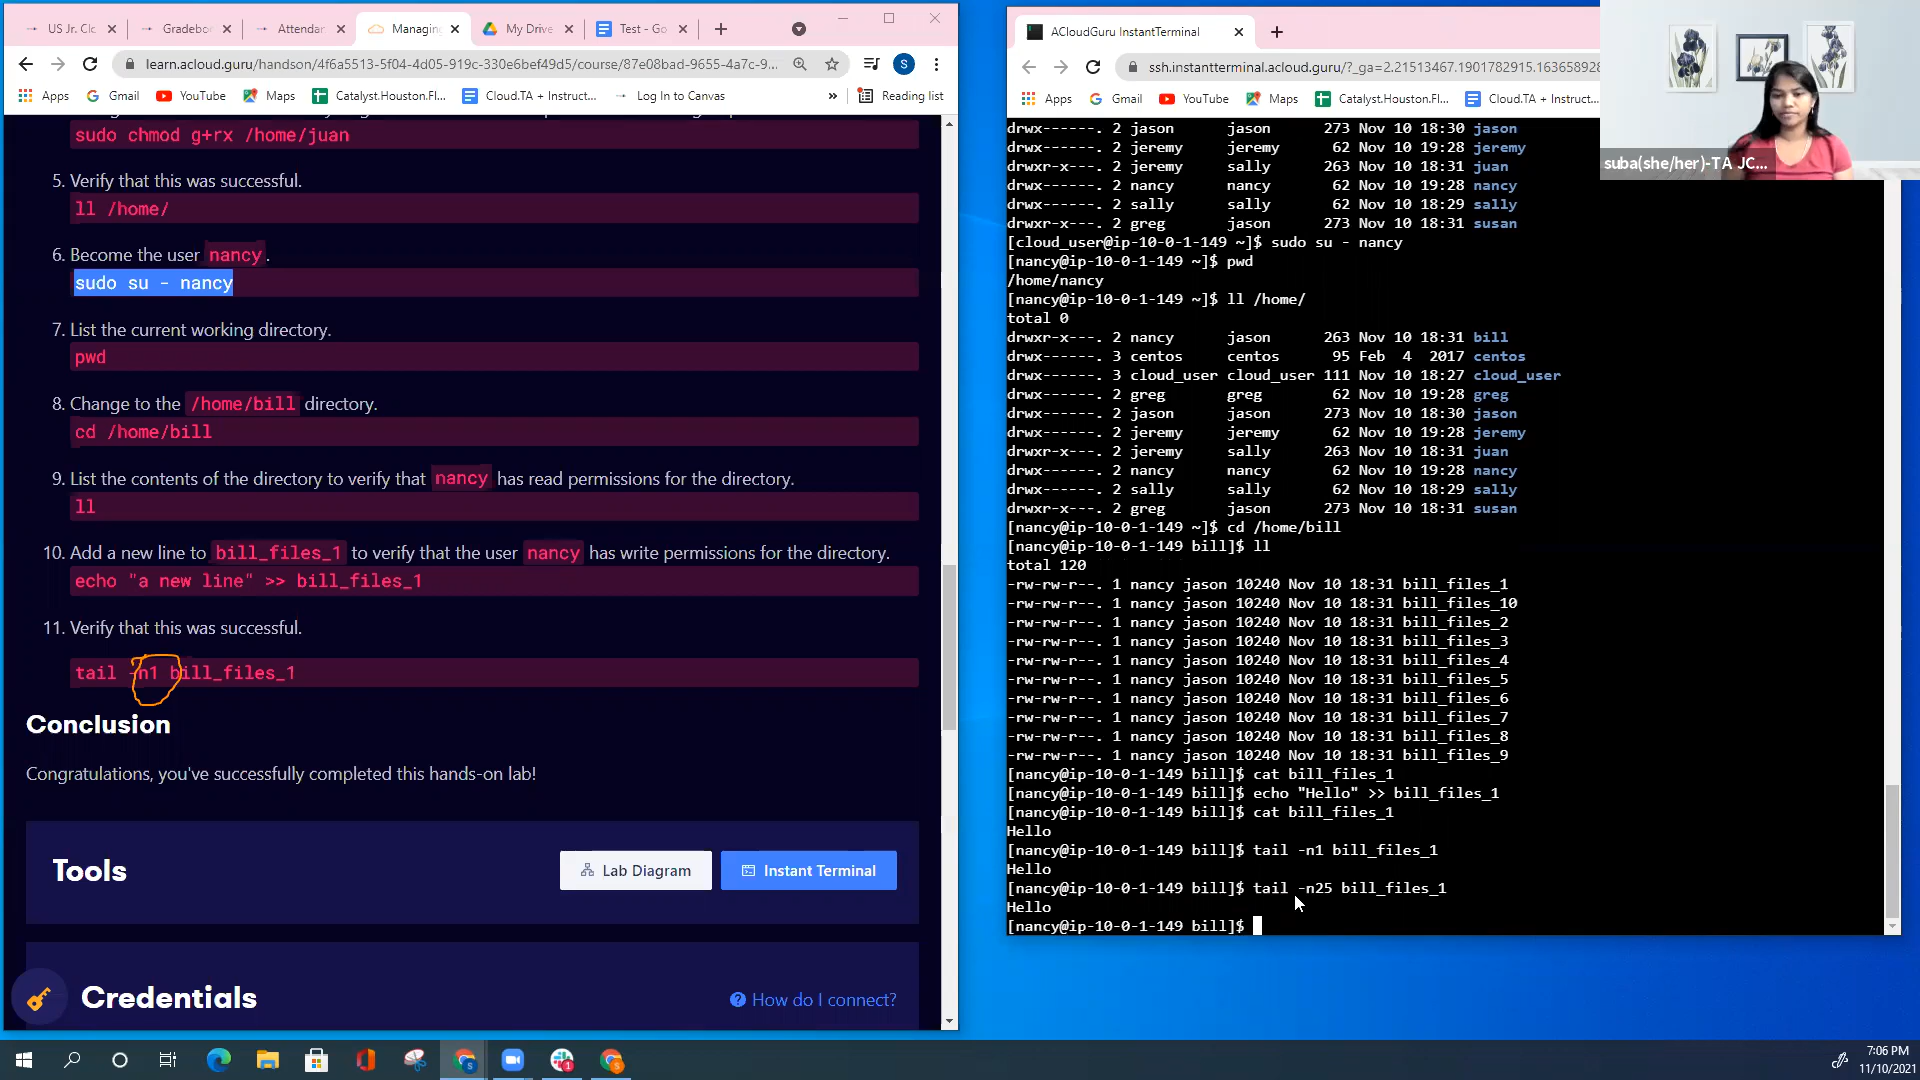 US Jr. Clc
Gradebo
Attendar
Managing
My Drive
Test - Go
learn.acloud.guru/handson/4f6a5513-5f04-4d05-919c-330e6bef49d5/course/87e08bad-9655-4a7c-9...
S
Apps
Gmail
YouTube
Maps
Catalyst.Houston.Fl...
Cloud.TA + Instruct...
Log In to Canvas
»
Reading list
sudo chmod g+rx /home/juan
5. Verify that this was successful.
ll /home/
6. Become the user nancy.
sudo su - nancy
7. List the current working directory.
pwd
8. Change to the /home/bill directory.
cd /home/bill
9. List the contents of the directory to verify that nancy has read permissions for the directory.
ll
10. Add a new line to bill_files_1 to verify that the user nancy has write permissions for the directory.
echo "a new line" >> bill_files_1
11. Verify that this was successful.
tail -n1 bill_files_1
Conclusion
Congratulations, you've successfully completed this hands-on lab!
Tools
Lab Diagram
Instant Terminal
Credentials
How do I connect?
ACloudGuru InstantTerminal
ssh.instantterminal.acloud.guru/?_ga=2.21513467.1901782915.163658928
Apps
Gmail
YouTube
Maps
Catalyst.Houston.Fl...
Cloud.TA + Instruct...
suba(she/her)-TA JC...
drwx------. 2 jason jason 273 Nov 10 18:30 jason
drwx------. 2 jeremy jeremy 62 Nov 10 19:28 jeremy
drwxr-x---. 2 jeremy sally 263 Nov 10 18:31 juan
drwx------. 2 nancy nancy 62 Nov 10 19:28 nancy
drwx------. 2 sally sally 62 Nov 10 18:29 sally
drwxr-x---. 2 greg jason 273 Nov 10 18:31 susan
[cloud_user@ip-10-0-1-149 ~]$ sudo su - nancy
[nancy@ip-10-0-1-149 ~]$ pwd
/home/nancy
[nancy@ip-10-0-1-149 ~]$ ll /home/
total 0
drwxr-x---. 2 nancy jason 263 Nov 10 18:31 bill
drwx------. 3 centos centos 95 Feb 4 2017 centos
drwx------. 3 cloud_user cloud_user 111 Nov 10 18:27 cloud_user
drwx------. 2 greg greg 62 Nov 10 19:28 greg
drwx------. 2 jason jason 273 Nov 10 18:30 jason
drwx------. 2 jeremy jeremy 62 Nov 10 19:28 jeremy
drwxr-x---. 2 jeremy sally 263 Nov 10 18:31 juan
drwx------. 2 nancy nancy 62 Nov 10 19:28 nancy
drwx------. 2 sally sally 62 Nov 10 18:29 sally
drwxr-x---. 2 greg jason 273 Nov 10 18:31 susan
[nancy@ip-10-0-1-149 ~]$ cd /home/bill
[nancy@ip-10-0-1-149 bill]$ ll
total 120
-rw-rw-r--. 1 nancy jason 10240 Nov 10 18:31 bill_files_1
-rw-rw-r--. 1 nancy jason 10240 Nov 10 18:31 bill_files_10
-rw-rw-r--. 1 nancy jason 10240 Nov 10 18:31 bill_files_2
-rw-rw-r--. 1 nancy jason 10240 Nov 10 18:31 bill_files_3
-rw-rw-r--. 1 nancy jason 10240 Nov 10 18:31 bill_files_4
-rw-rw-r--. 1 nancy jason 10240 Nov 10 18:31 bill_files_5
-rw-rw-r--. 1 nancy jason 10240 Nov 10 18:31 bill_files_6
-rw-rw-r--. 1 nancy jason 10240 Nov 10 18:31 bill_files_7
-rw-rw-r--. 1 nancy jason 10240 Nov 10 18:31 bill_files_8
-rw-rw-r--. 1 nancy jason 10240 Nov 10 18:31 bill_files_9
[nancy@ip-10-0-1-149 bill]$ cat bill_files_1
[nancy@ip-10-0-1-149 bill]$ echo "Hello" >> bill_files_1
[nancy@ip-10-0-1-149 bill]$ cat bill_files_1
Hello
[nancy@ip-10-0-1-149 bill]$ tail -n1 bill_files_1
Hello
[nancy@ip-10-0-1-149 bill]$ tail -n25 bill_files_1
Hello
[nancy@ip-10-0-1-149 bill]$
7:06 PM
11/10/2021